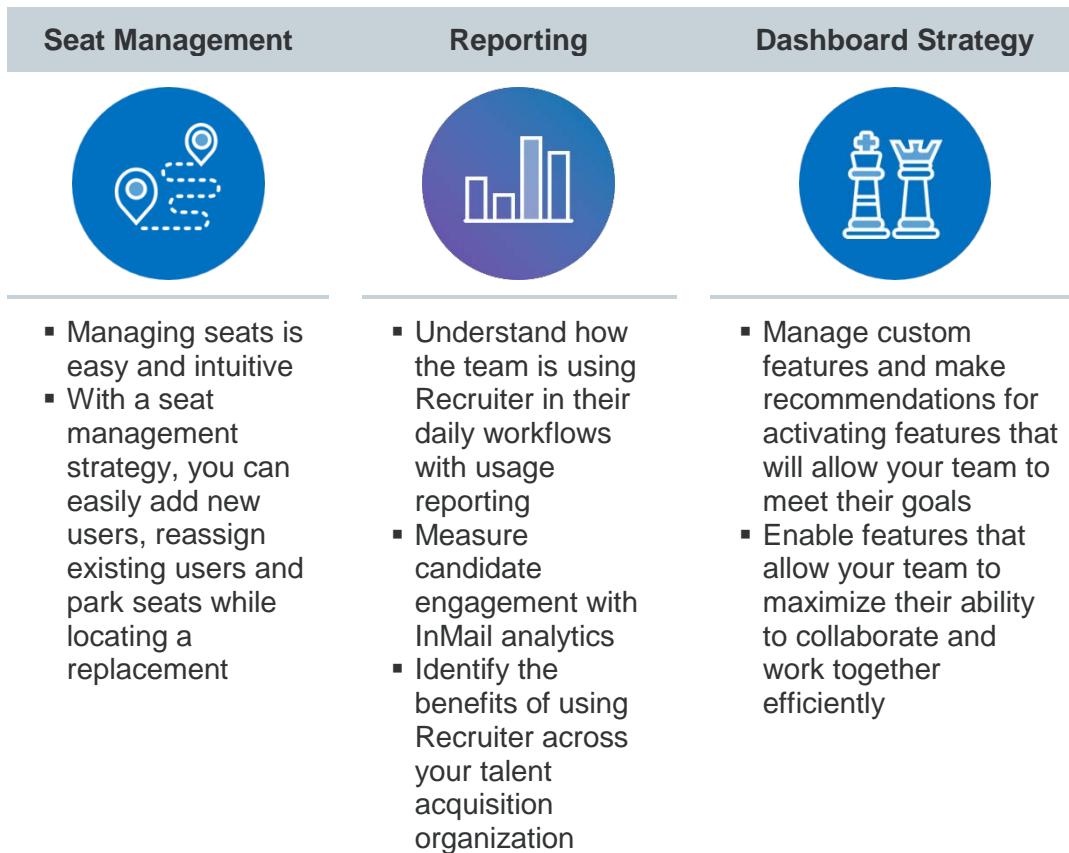 Seat Management
Reporting
Dashboard Strategy
▪ Managing seats is
easy and intuitive
▪ With a seat
management
strategy, you can
easily add new
users, reassign
existing users and
park seats while
locating a
replacement
▪ Understand how
the team is using
Recruiter in their
daily workflows
with usage
reporting
▪ Measure
candidate
engagement with
InMail analytics
▪ Identify the
benefits of using
Recruiter across
your talent
acquisition
organization
▪ Manage custom
features and make
recommendations for
activating features that
will allow your team to
meet their goals
▪ Enable features that
allow your team to
maximize their ability
to collaborate and
work together
efficiently